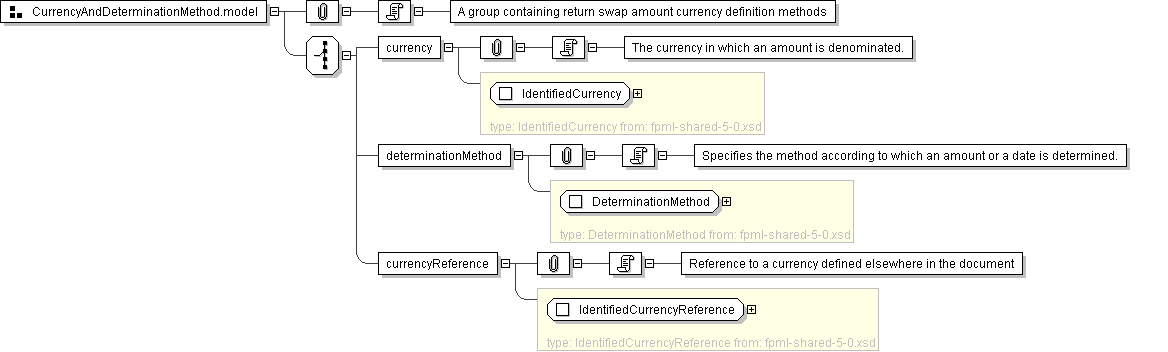 CurrencyAndDeterminationMethod.model
A group containing return swap amount currency definition methods
currency
The currency in which an amount is denominated.
IdentifiedCurrency
type: IdentifiedCurrency from: fpml-shared-5-0.xsd
determinationMethod
Specifies the method according to which an amount or a date is determined.
DeterminationMethod
type: DeterminationMethod from: fpml-shared-5-0.xsd
currencyReference
Reference to a currency defined elsewhere in the document
IdentifiedCurrencyReference
type: IdentifiedCurrencyReference from: fpml-shared-5-0.xsd